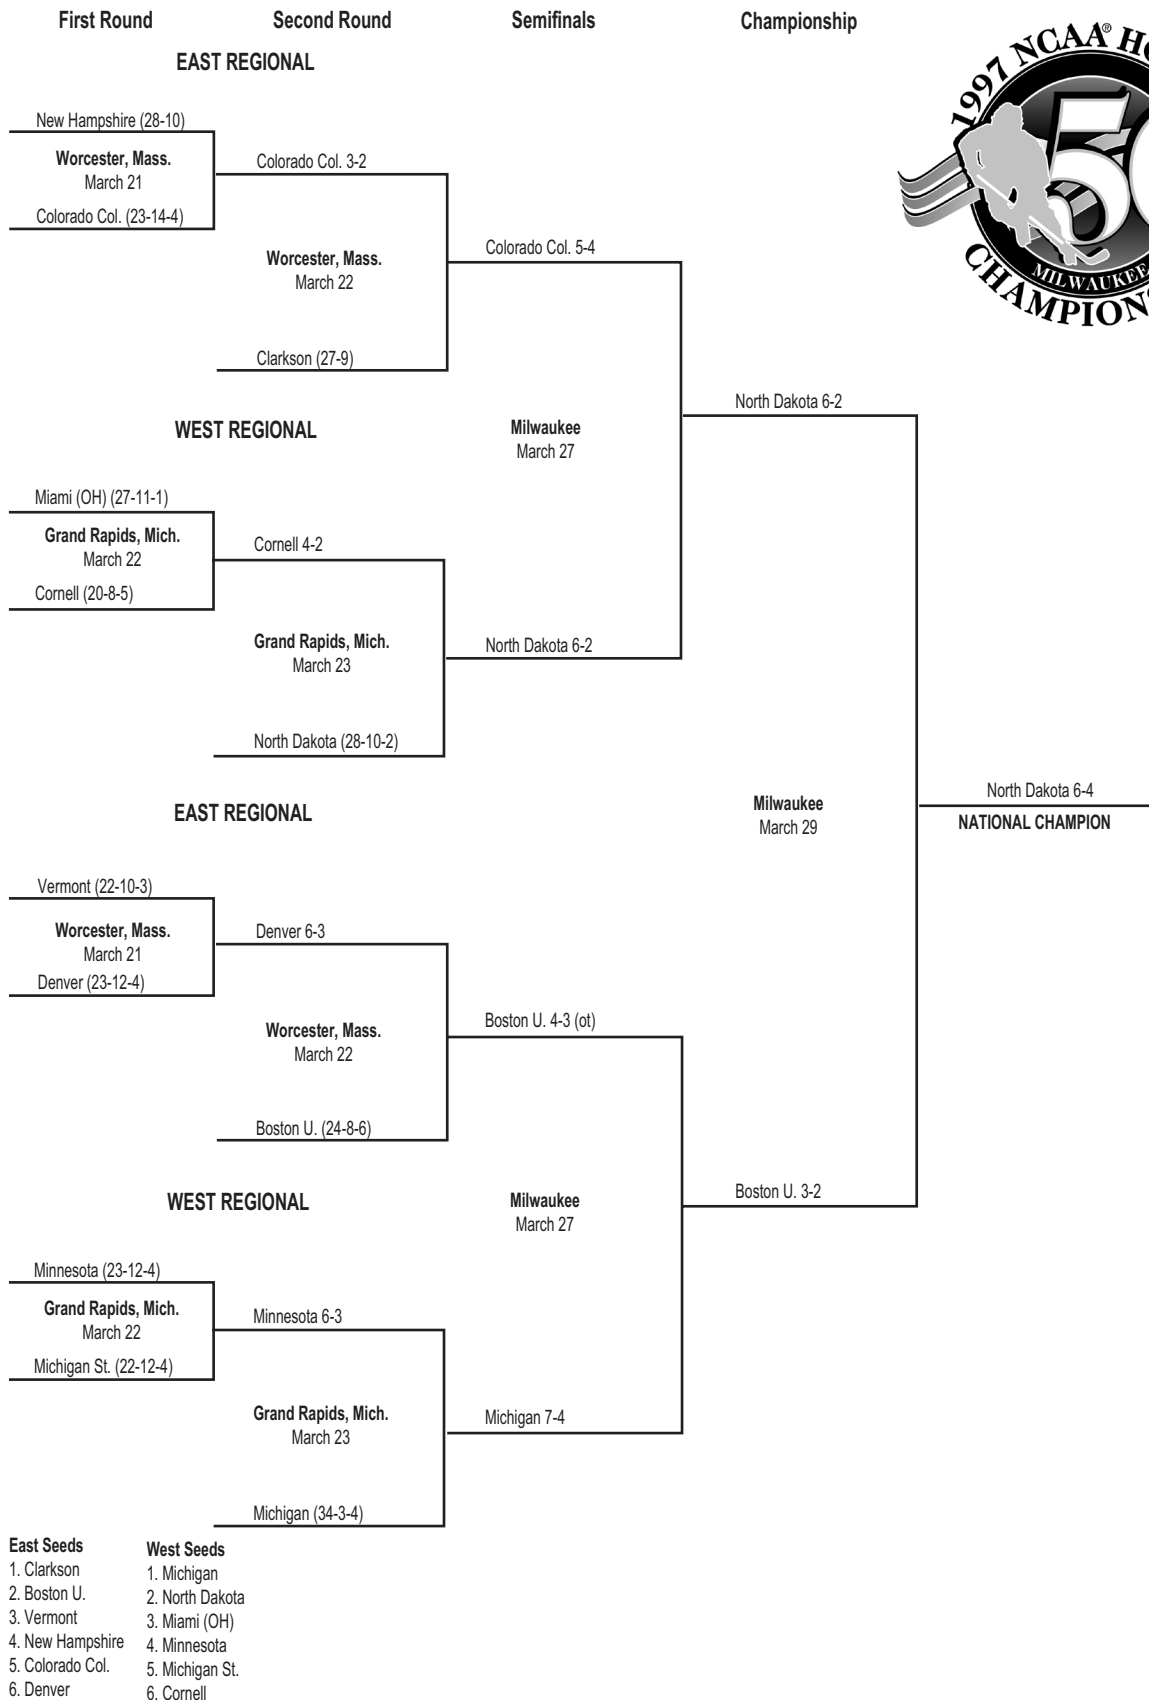 First Round Second Round Semifinals Championship
EAST REGIONAL
1997 NCAA®
50
MILWAUKEE
New Hampshire (28-10)
Worcester, Mass.
March 21
Colorado Col. (23-14-4)
Colorado Col. 3-2
Worcester, Mass.
March 22
Clarkson (27-9)
Colorado Col. 5-4
WEST REGIONAL
Milwaukee
March 27
North Dakota 6-2
Miami (OH) (27-11-1)
Grand Rapids, Mich.
March 22
Cornell (20-8-5)
Cornell 4-2
Grand Rapids, Mich.
March 23
North Dakota (28-10-2)
North Dakota 6-2
EAST REGIONAL
Milwaukee
March 29
North Dakota 6-4
NATIONAL CHAMPION
Vermont (22-10-3)
Worcester, Mass.
March 21
Denver (23-12-4)
Denver 6-3
Worcester, Mass.
March 22
Boston U. (24-8-6)
Boston U. 4-3 (ot)
WEST REGIONAL
Milwaukee
March 27
Boston U. 3-2
Minnesota (23-12-4)
Grand Rapids, Mich.
March 22
Michigan St. (22-12-4)
Minnesota 6-3
Grand Rapids, Mich.
March 23
Michigan (34-3-4)
Michigan 7-4
East Seeds
1. Clarkson
2. Boston U.
3. Vermont
4. New Hampshire
5. Colorado Col.
6. Denver
West Seeds
1. Michigan
2. North Dakota
3. Miami (OH)
4. Minnesota
5. Michigan St.
6. Cornell